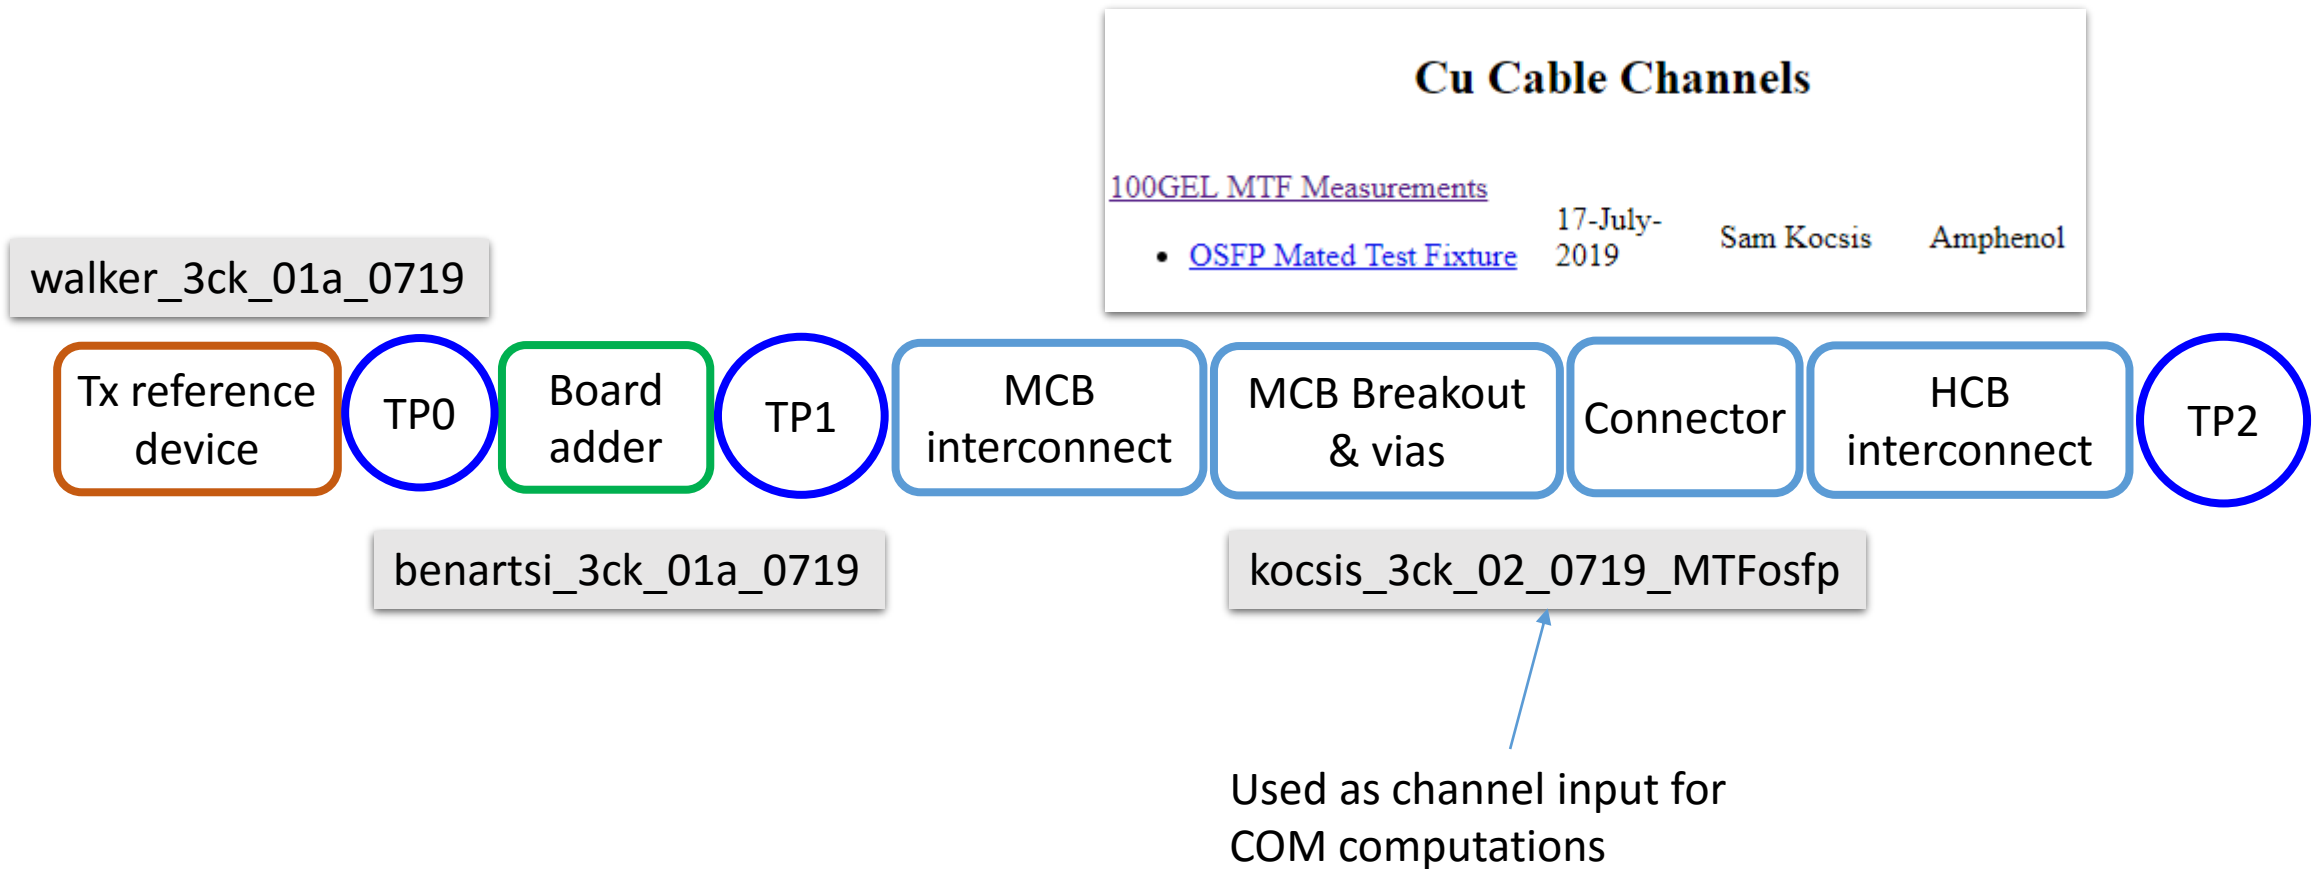 Cu Cable Channels
100GEL MTF Measurements
• OSFP Mated Test Fixture
17-July-
2019
Sam Kocsis
Amphenol
walker_3ck_01a_0719
Tx reference
device
TP0
Board
adder
TP1
MCB
interconnect
MCB Breakout
& vias
Connector
HCB
interconnect
TP2
benartsi_3ck_01a_0719
kocsis_3ck_02_0719_MTFosfp
Used as channel input for
COM computations